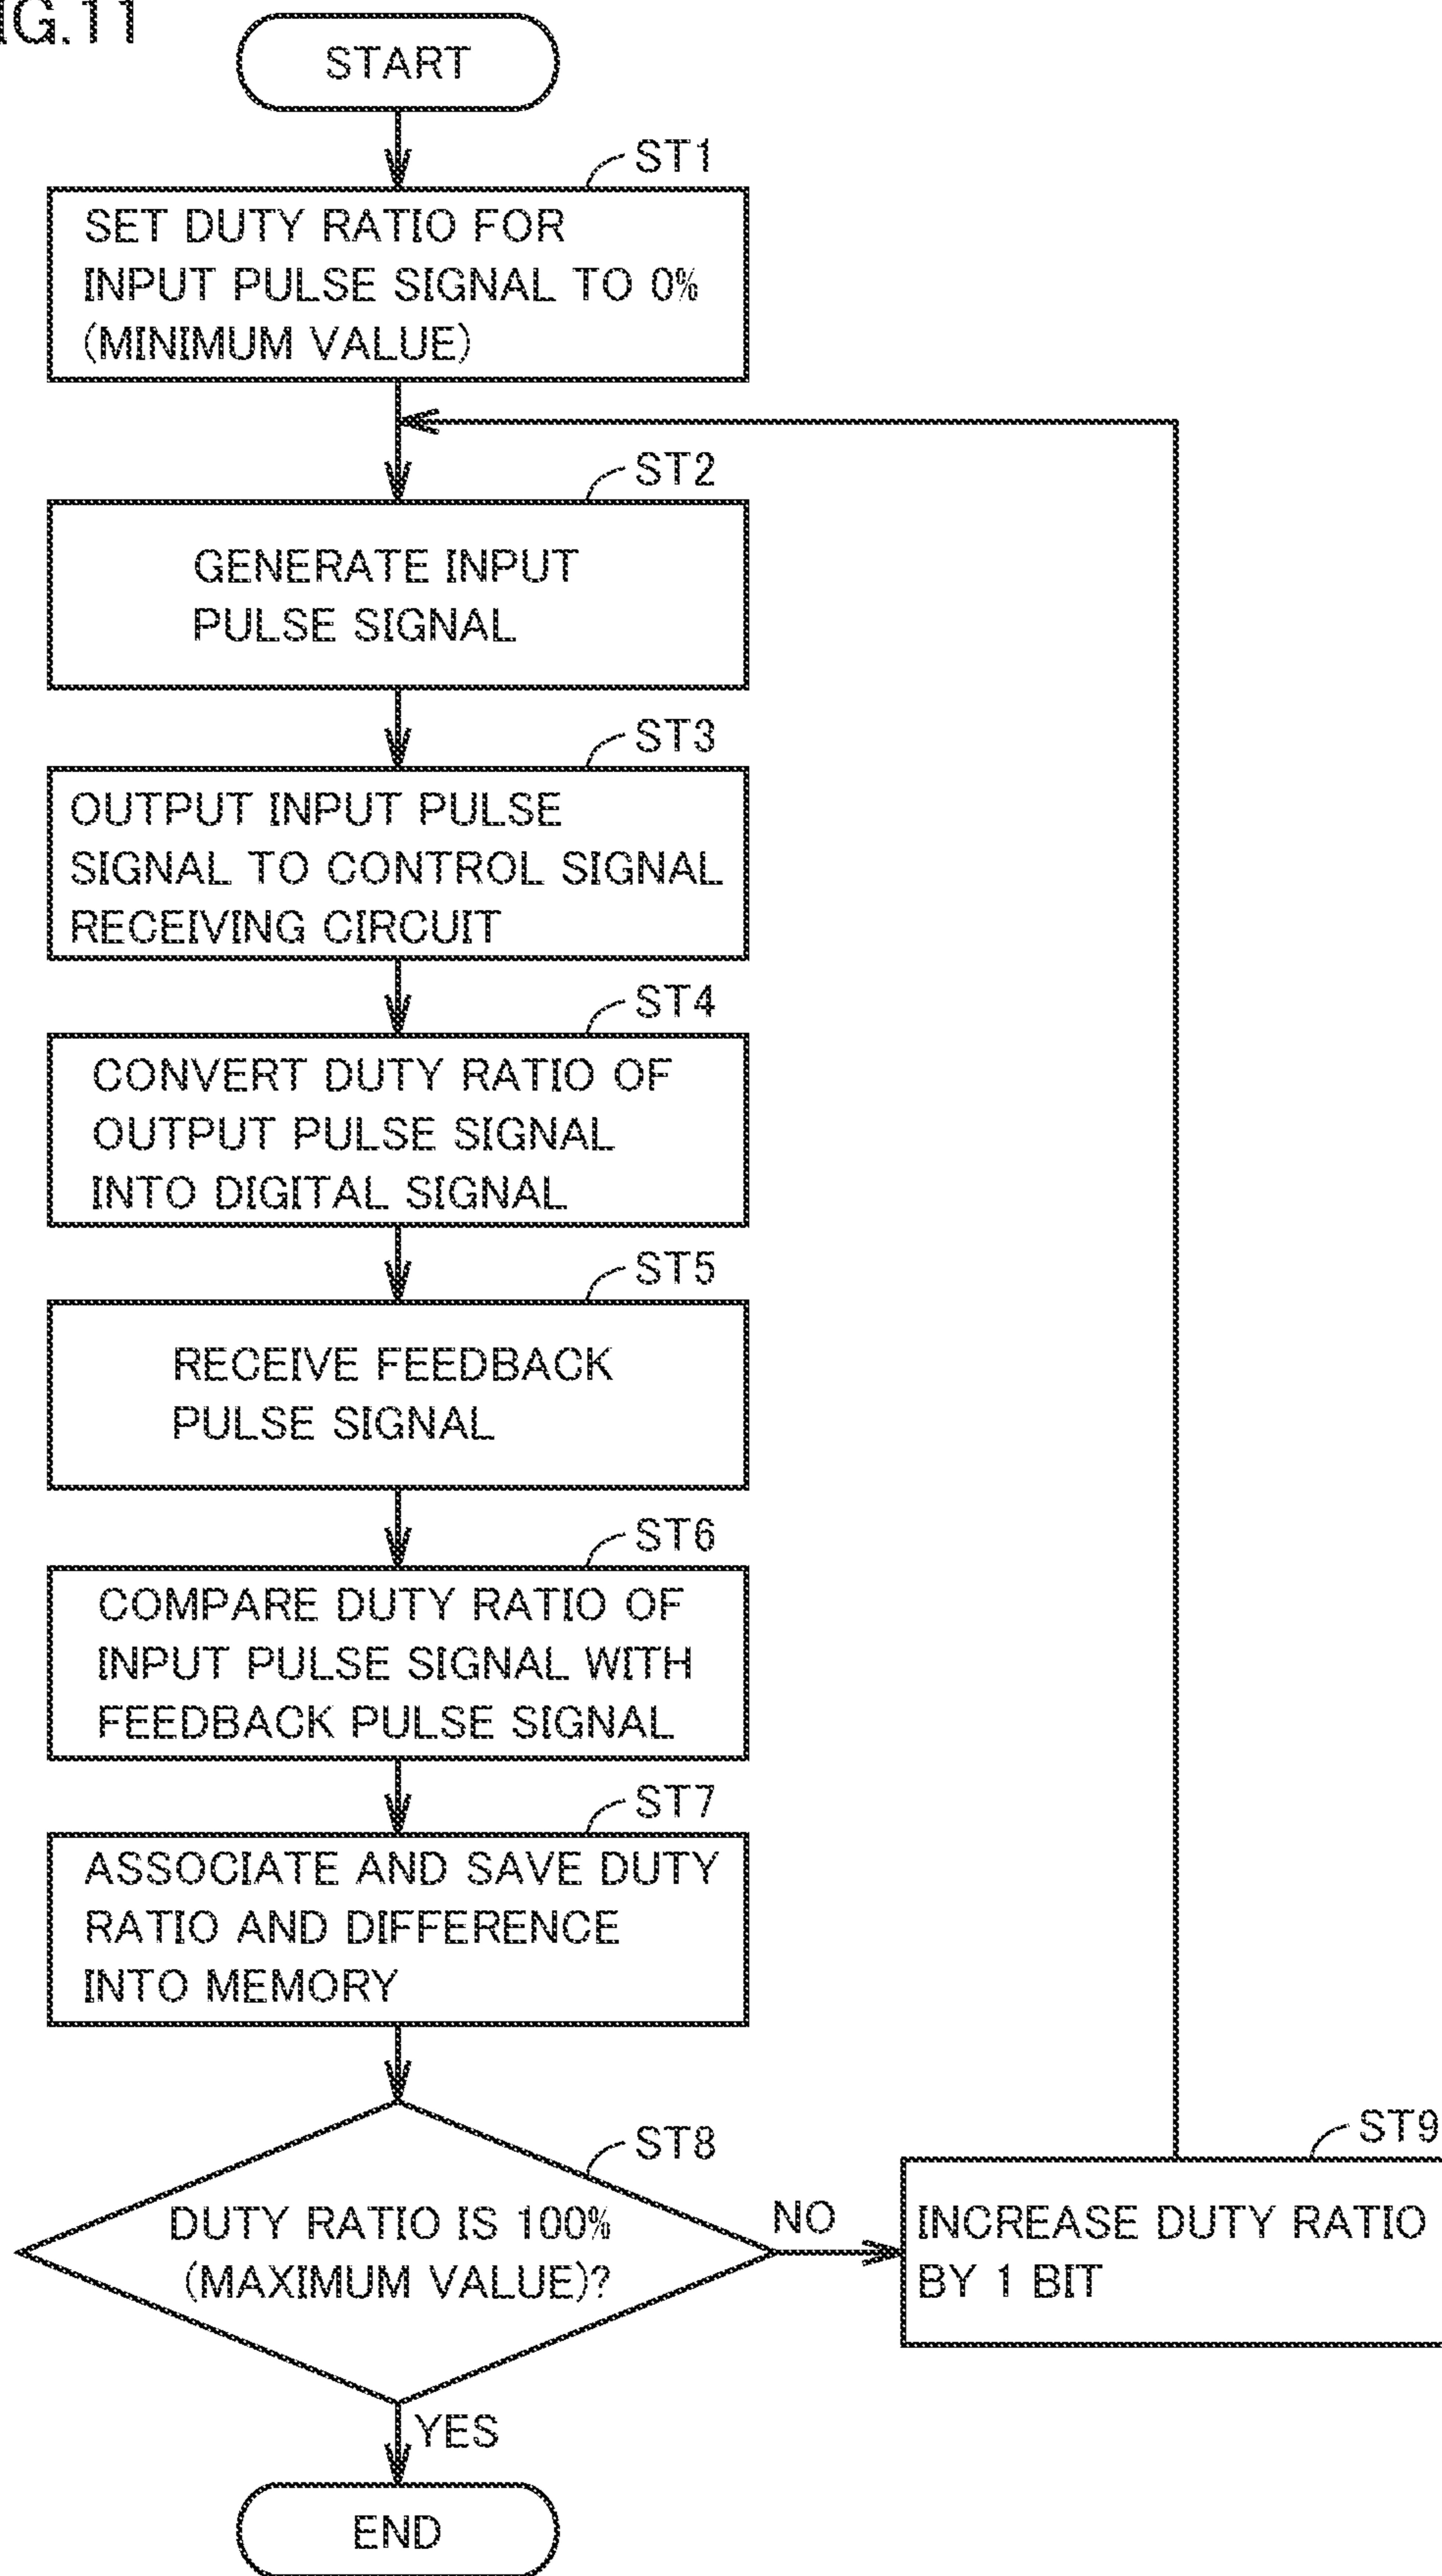 IG.11
START
ST1
SET DUTY RATIO FOR
INPUT PULSE SIGNAL TO 0%
(MINIMUM VALUE)
ST2
GENERATE INPUT
PULSE SIGNAL
ST3
OUTPUT INPUT PULSE
SIGNAL TO CONTROL SIGNAL
RECEIVING CIRCUIT
ST4
CONVERT DUTY RATIO OF
OUTPUT PULSE SIGNAL
INTO DIGITAL SIGNAL
ST5
RECEIVE FEEDBACK
PULSE SIGNAL
ST6
COMPARE DUTY RATIO OF
INPUT PULSE SIGNAL WITH
FEEDBACK PULSE SIGNAL
ST7
ASSOCIATE AND SAVE DUTY
RATIO AND DIFFERENCE
INTO MEMORY
ST8
DUTY RATIO IS 100%
(MAXIMUM VALUE)?
NO
ST9
INCREASE DUTY RATIO
BY 1 BIT
YES
END